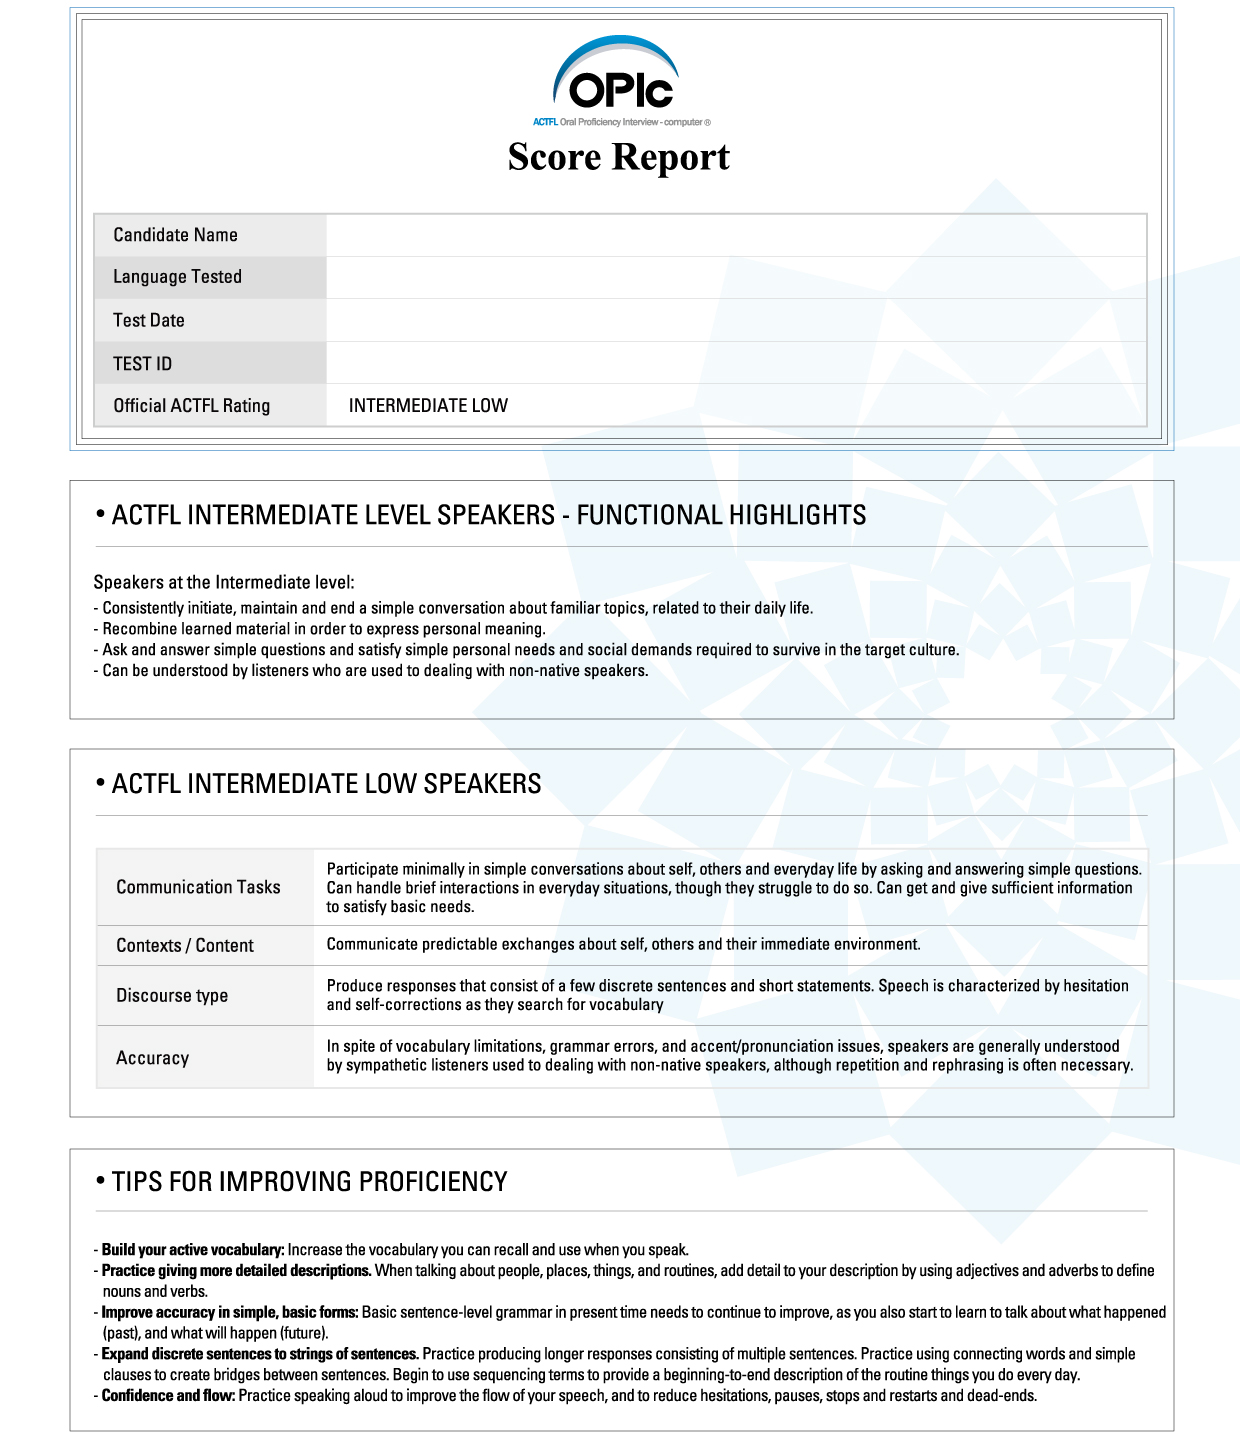 OPIc
ACTFL Oral Proficiency Interview - computer ®
Score Report
Candidate Name
Language Tested
Test Date
TEST ID
Official ACTFL Rating INTERMEDIATE LOW
• ACTFL INTERMEDIATE LEVEL SPEAKERS - FUNCTIONAL HIGHLIGHTS
Speakers at the Intermediate level:
- Consistently initiate, maintain and end a simple conversation about familiar topics, related to their daily life.
- Recombine learned material in order to express personal meaning.
- Ask and answer simple questions and satisfy simple personal needs and social demands required to survive in the target culture.
- Can be understood by listeners who are used to dealing with non-native speakers.
• ACTFL INTERMEDIATE LOW SPEAKERS
Communication Tasks
Participate minimally in simple conversations about self, others and everyday life by asking and answering simple questions.
Can handle brief interactions in everyday situations, though they struggle to do so. Can get and give sufficient information
to satisfy basic needs.
Contexts / Content
Communicate predictable exchanges about self, others and their immediate environment.
Discourse type
Produce responses that consist of a few discrete sentences and short statements. Speech is characterized by hesitation
and self-corrections as they search for vocabulary
Accuracy
In spite of vocabulary limitations, grammar errors, and accent/pronunciation issues, speakers are generally understood
by sympathetic listeners used to dealing with non-native speakers, although repetition and rephrasing is often necessary.
• TIPS FOR IMPROVING PROFICIENCY
- Build your active vocabulary: Increase the vocabulary you can recall and use when you speak.
- Practice giving more detailed descriptions. When talking about people, places, things, and routines, add detail to your description by using adjectives and adverbs to define
nouns and verbs.
- Improve accuracy in simple, basic forms: Basic sentence-level grammar in present time needs to continue to improve, as you also start to learn to talk about what happened
(past), and what will happen (future).
- Expand discrete sentences to strings of sentences. Practice producing longer responses consisting of multiple sentences. Practice using connecting words and simple
clauses to create bridges between sentences. Begin to use sequencing terms to provide a beginning-to-end description of the routine things you do every day.
- Confidence and flow: Practice speaking aloud to improve the flow of your speech, and to reduce hesitations, pauses, stops and restarts and dead-ends.